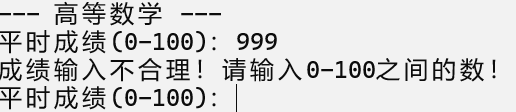 --- 高等数学 ---
平时成绩(0-100): 999
成绩输入不合理! 请输入0-100之间的数!
平时成绩(0-100):